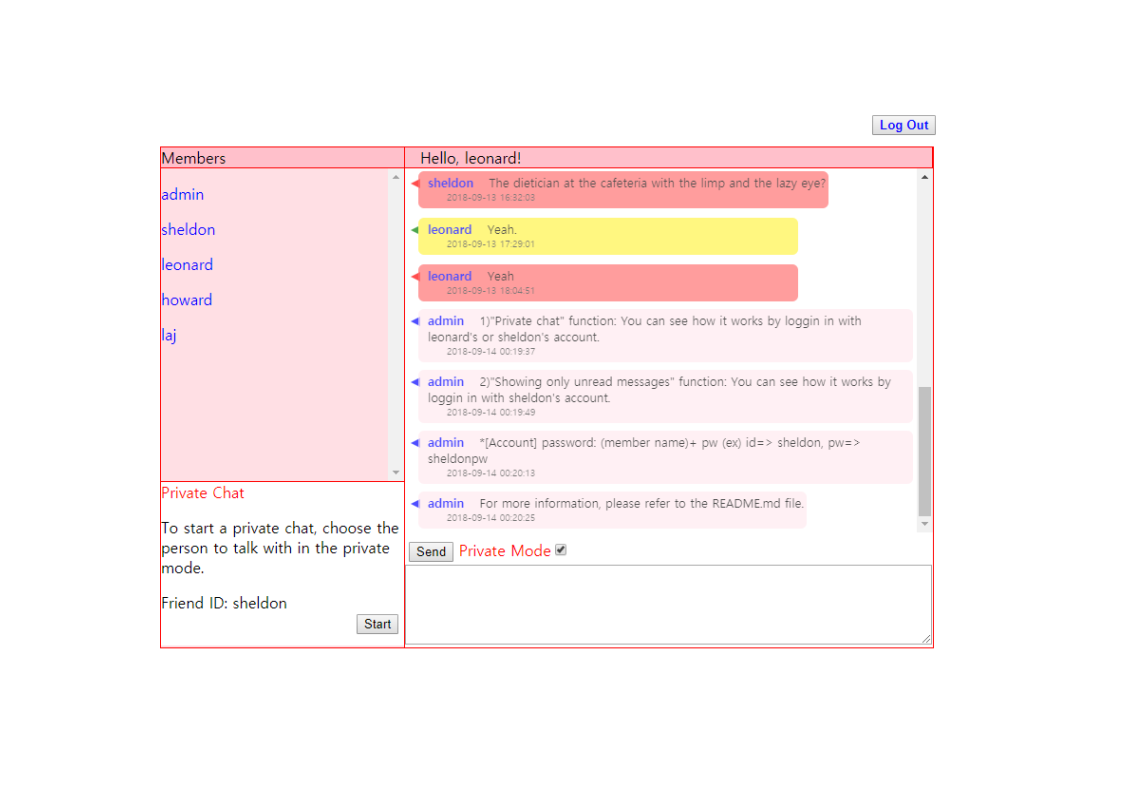 Log Out
Members
Hello, leonard!
admin
sheldon
leonard
howard
laj
Private Chat
To start a private chat, choose the
person to talk with in the private
mode.
Friend ID: sheldon
Start
sheldon The dietician at the cafeteria with the limp and the lazy eye?
2018-09-13 16:32:03
leonard Yeah.
2018-09-13 17:29:01
leonard Yeah
2018-09-13 18:04:51
admin 1)"Private chat" function: You can see how it works by loggin in with
leonard's or sheldon's account.
2018-09-14 00:19:37
admin 2)"Showing only unread messages" function: You can see how it works by
loggin in with sheldon's account.
2018-09-14 00:19:49
admin *[Account] password: (member name)+ pw (ex) id=> sheldon, pw=>
sheldonpw
2018-09-14 00:20:13
admin For more information, please refer to the README.md file.
2018-09-14 00:20:25
Send Private Mode